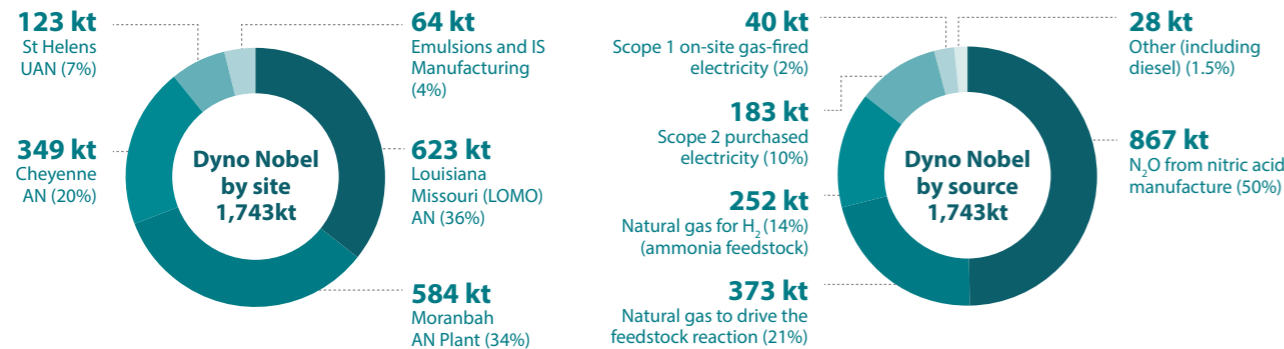 123 kt
St Helens
UAN (7%)
64 kt
Emulsions and IS
Manufacturing
(4%)
349 kt
Cheyenne
AN (20%)
Dyno Nobel
by site
1,743kt
623 kt
Louisiana
Missouri (LOMO)
AN (36%)
584 kt
Moranbah
AN Plant (34%)
40 kt
Scope 1 on-site gas-fired
electricity (2%)
28 kt
Other (including
diesel) (1.5%)
183 kt
Scope 2 purchased
electricity (10%)
Dyno Nobel
by source
1,743kt
867 kt
N₂O from nitric acid
manufacture (50%)
252 kt
Natural gas for H₂ (14%)
(ammonia feedstock)
373 kt
Natural gas to drive the
feedstock reaction (21%)